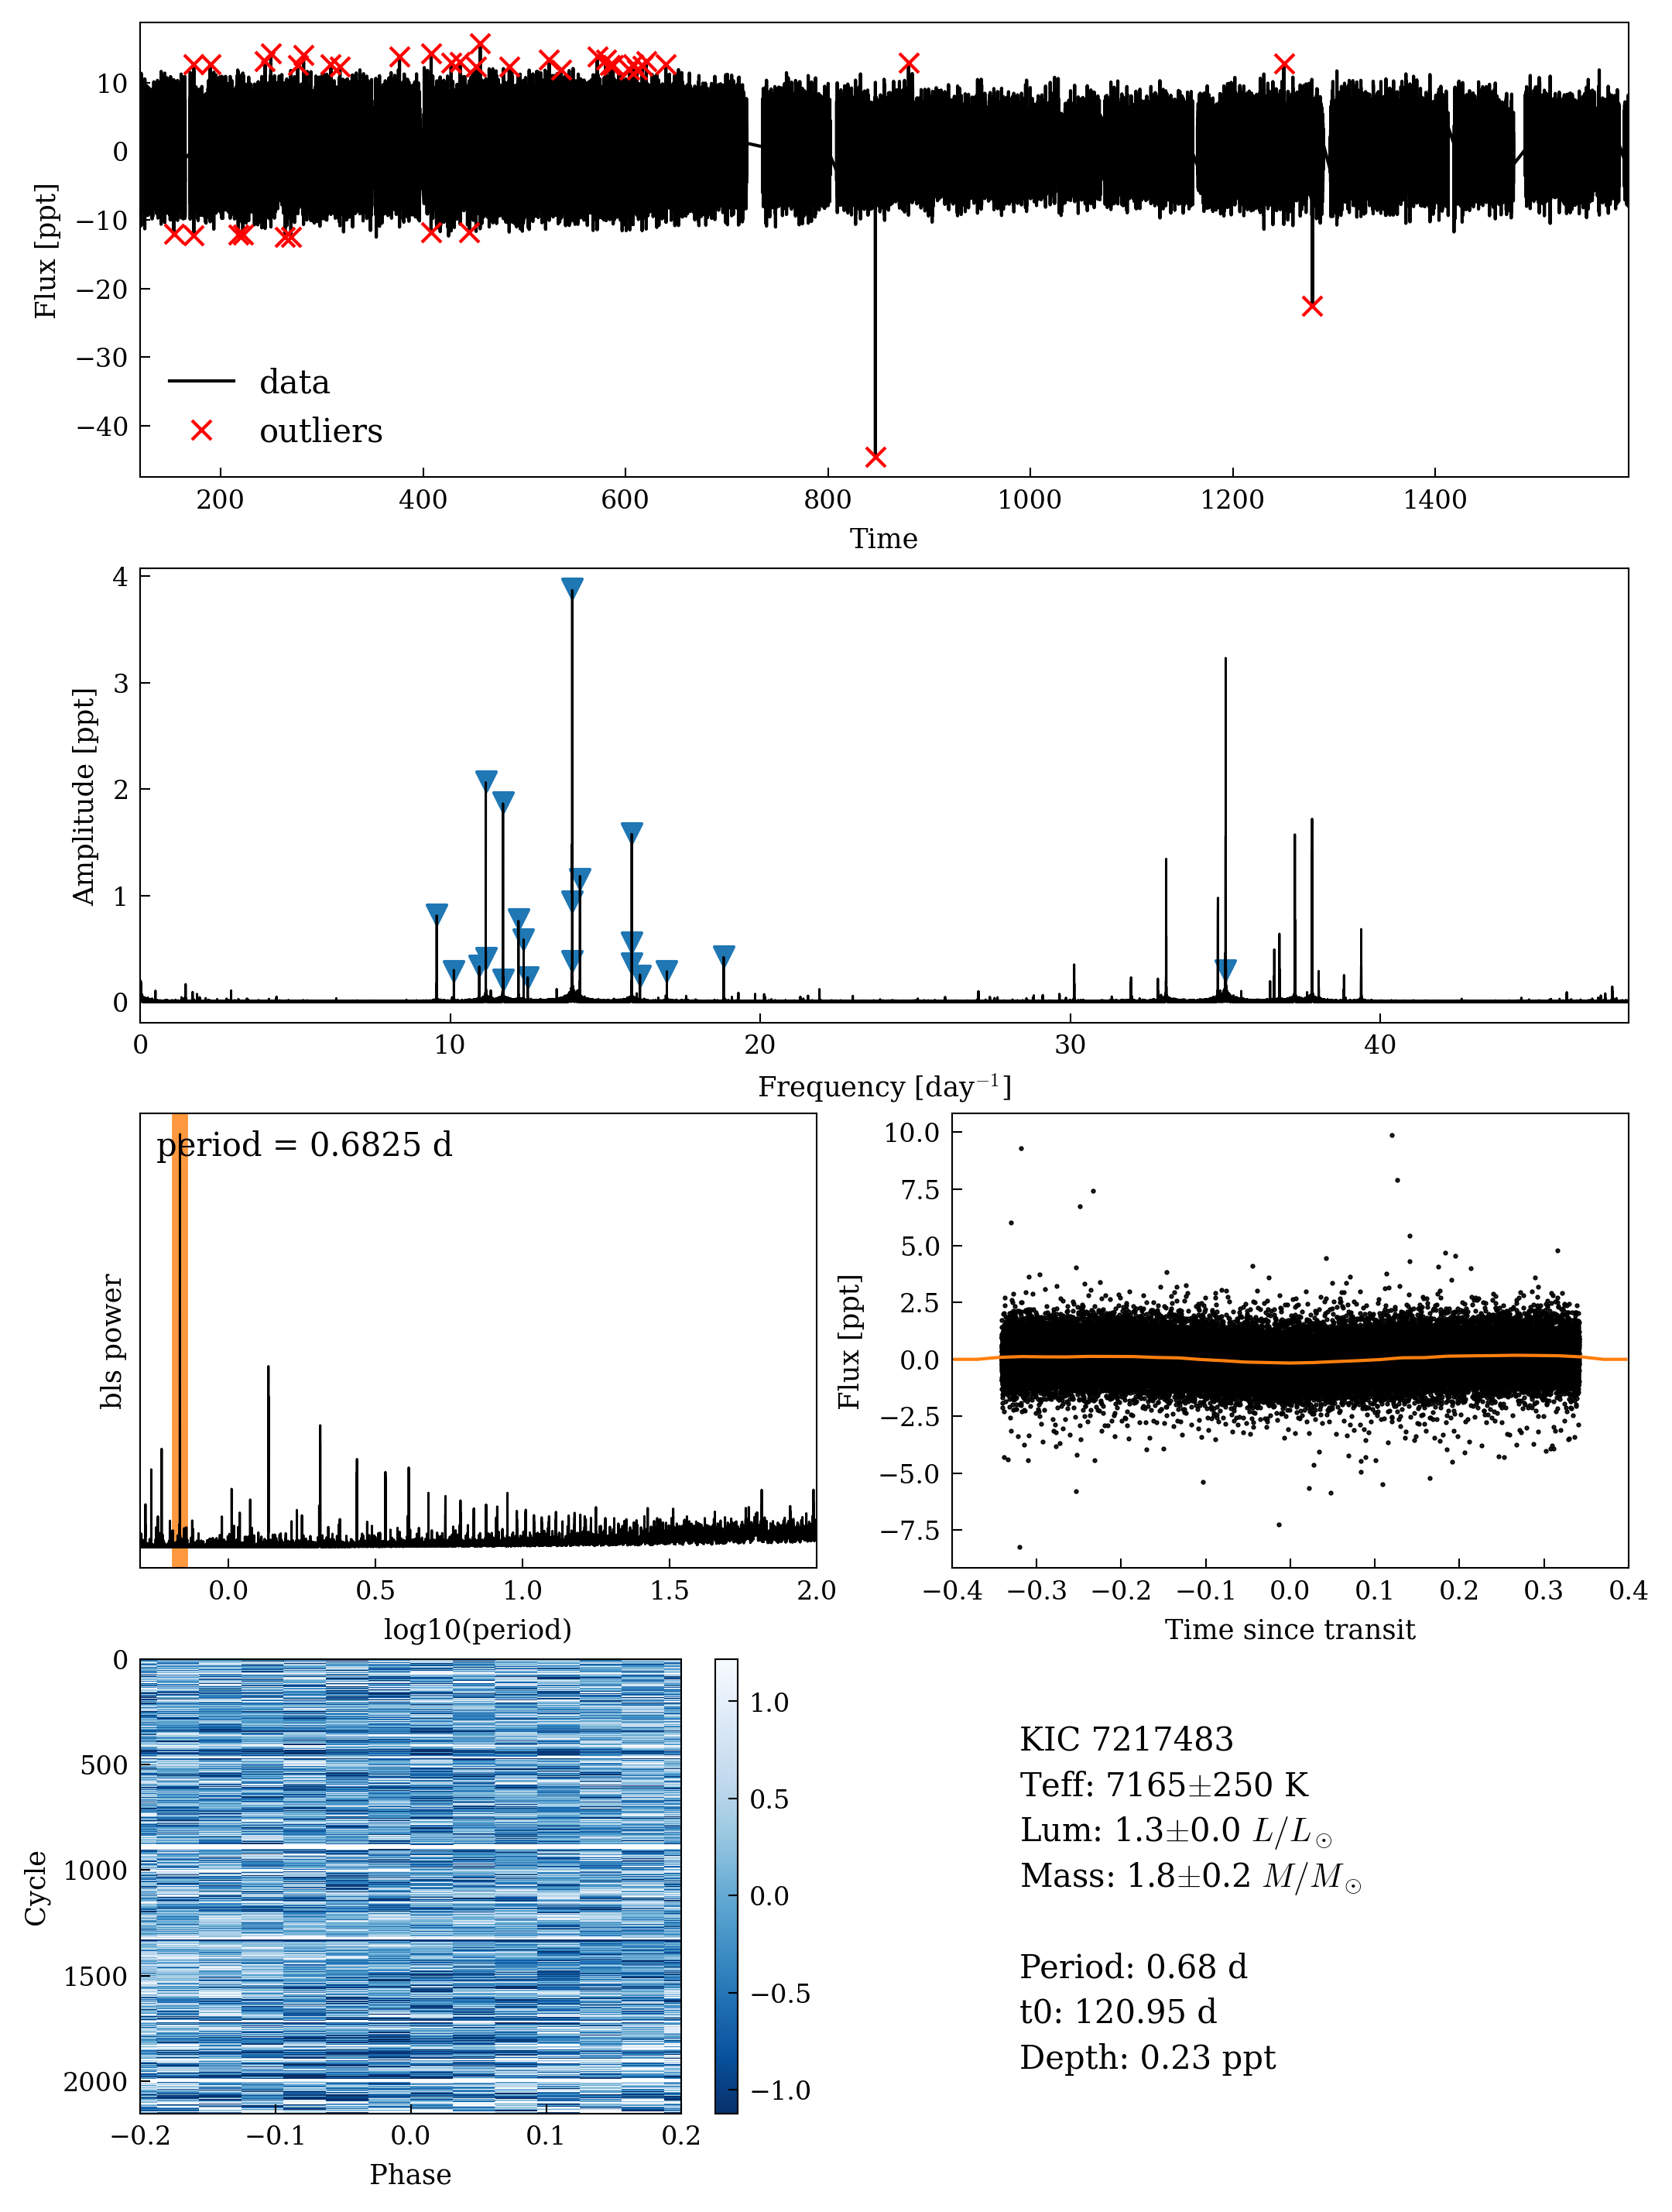 10
0
−10
−20
−30
−40
Flux [ppt]
data
outliers
200 400 600 800 1000 1200 1400
Time
4
3
2
1
0
Amplitude [ppt]
0 10 20 30 40
Frequency [day⁻¹]
period = 0.6825 d
bls power
0.0 0.5 1.0 1.5 2.0
log10(period)
10.0
7.5
5.0
2.5
0.0
−2.5
−5.0
−7.5
Flux [ppt]
−0.4 −0.3 −0.2 −0.1 0.0 0.1 0.2 0.3 0.4
Time since transit
0
500
1000
1500
2000
Cycle
−0.2 −0.1 0.0 0.1 0.2
Phase
1.0
0.5
0.0
−0.5
−1.0
KIC 7217483
Teff: 7165±250 K
Lum: 1.3±0.0 L/L☉
Mass: 1.8±0.2 M/M☉
Period: 0.68 d
t0: 120.95 d
Depth: 0.23 ppt